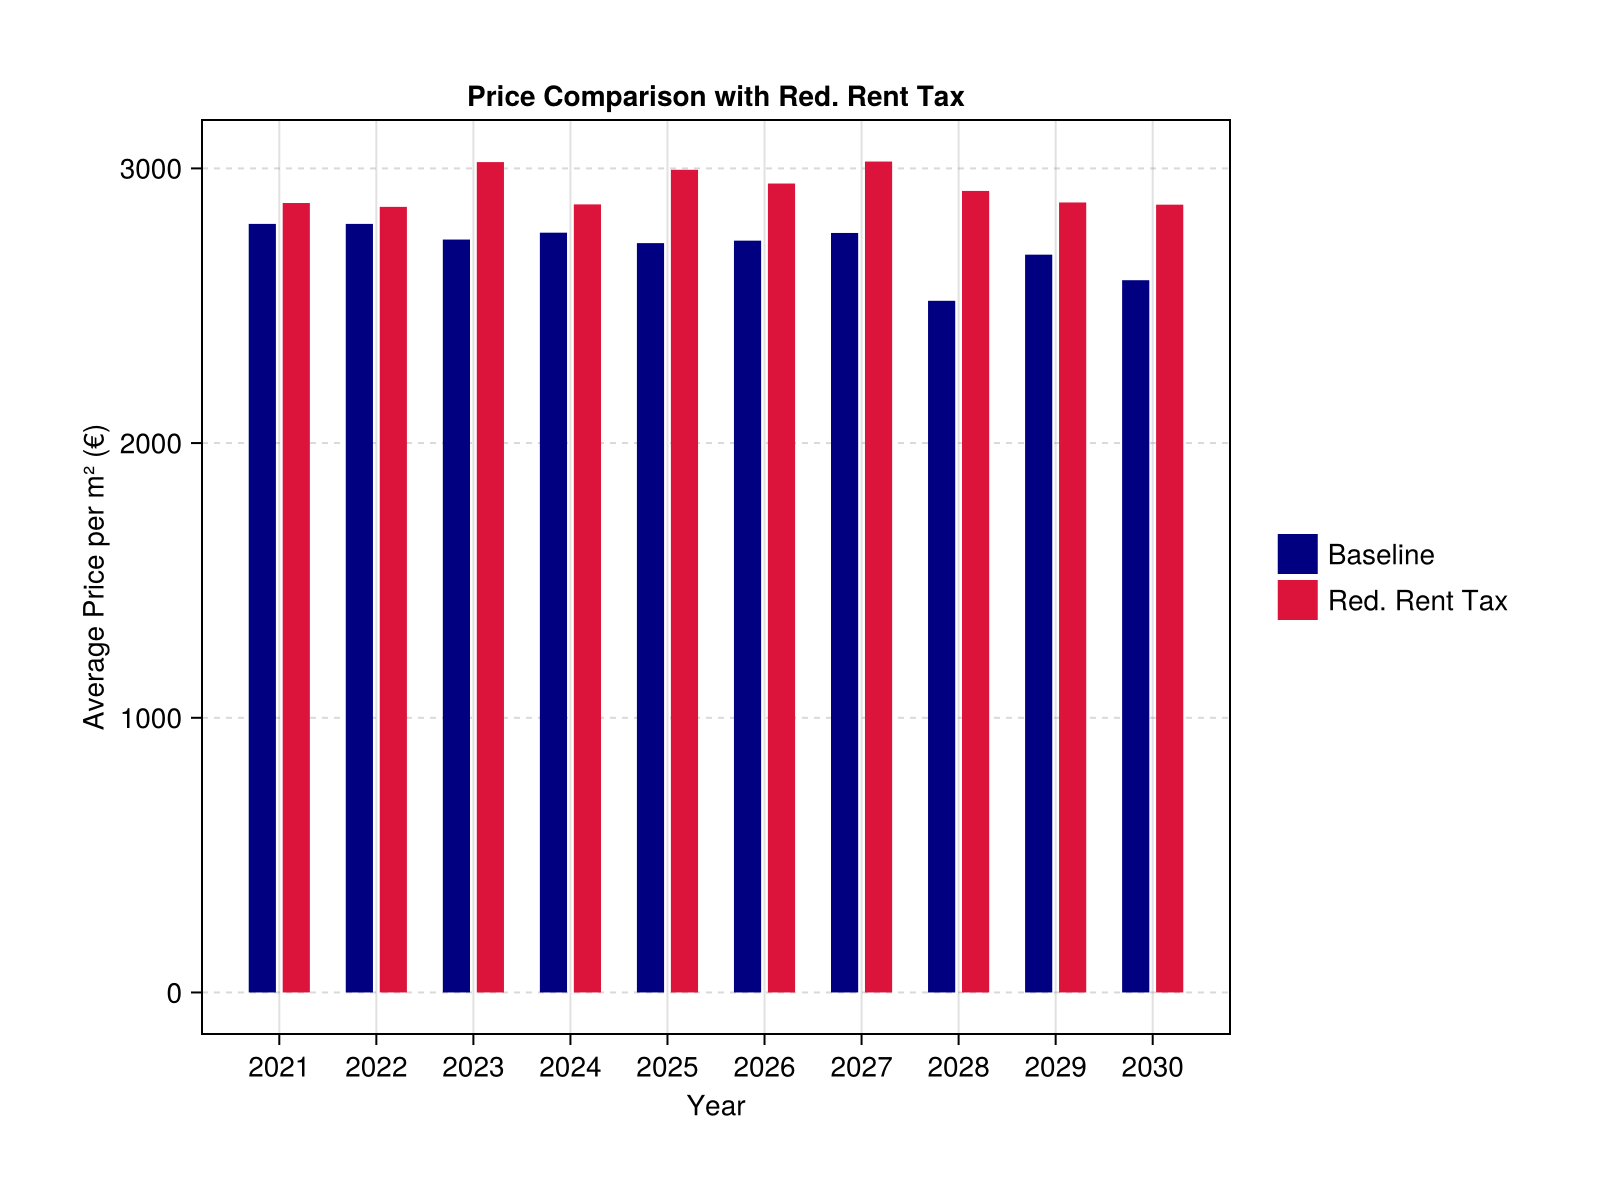 Price Comparison with Red. Rent Tax
Average Price per m² (€)
3000
2000
1000
0
2021 2022 2023 2024 2025 2026 2027 2028 2029 2030
Year
Baseline
Red. Rent Tax